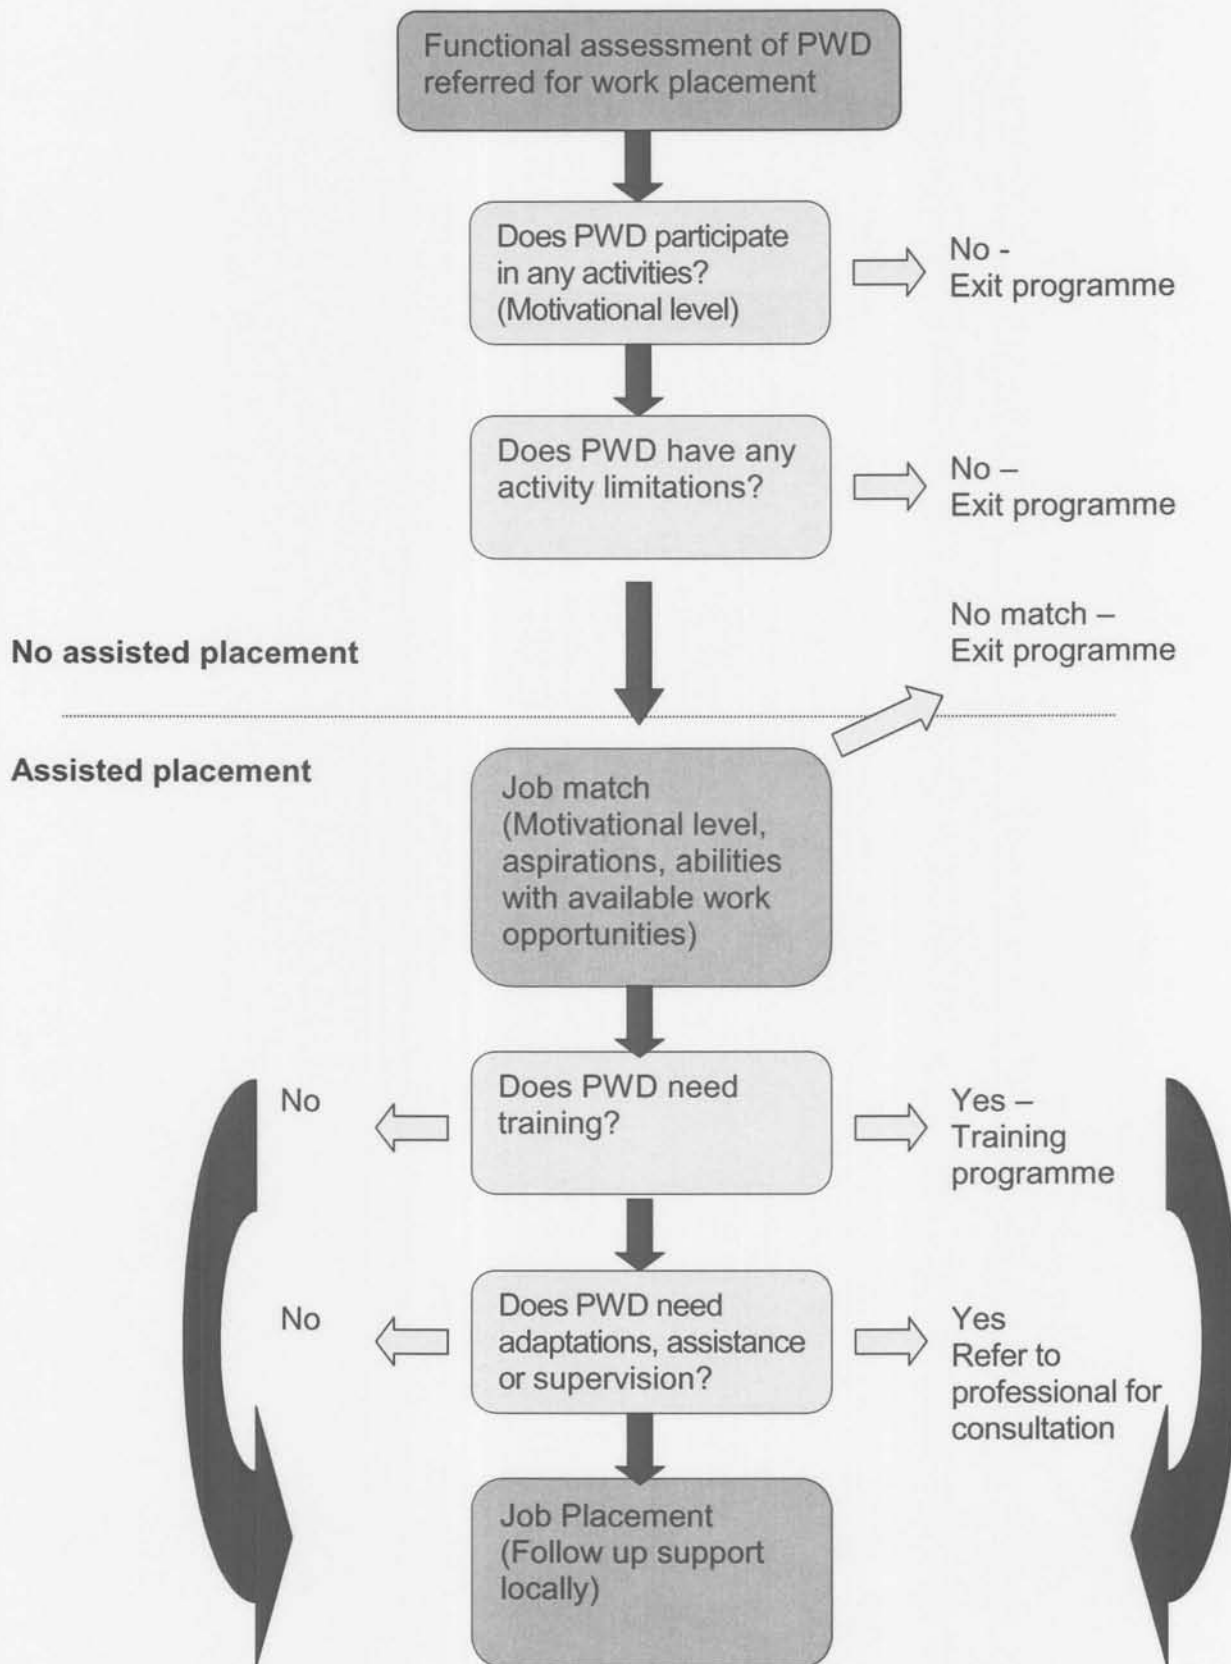 Functional assessment of PWD
referred for work placement
Does PWD participate
in any activities?
(Motivational level)
No -
Exit programme
Does PWD have any
activity limitations?
No –
Exit programme
No match –
Exit programme
No assisted placement
Assisted placement
Job match
(Motivational level,
aspirations, abilities
with available work
opportunities)
No
Does PWD need
training?
Yes –
Training
programme
No
Does PWD need
adaptations, assistance
or supervision?
Yes
Refer to
professional for
consultation
Job Placement
(Follow up support
locally)